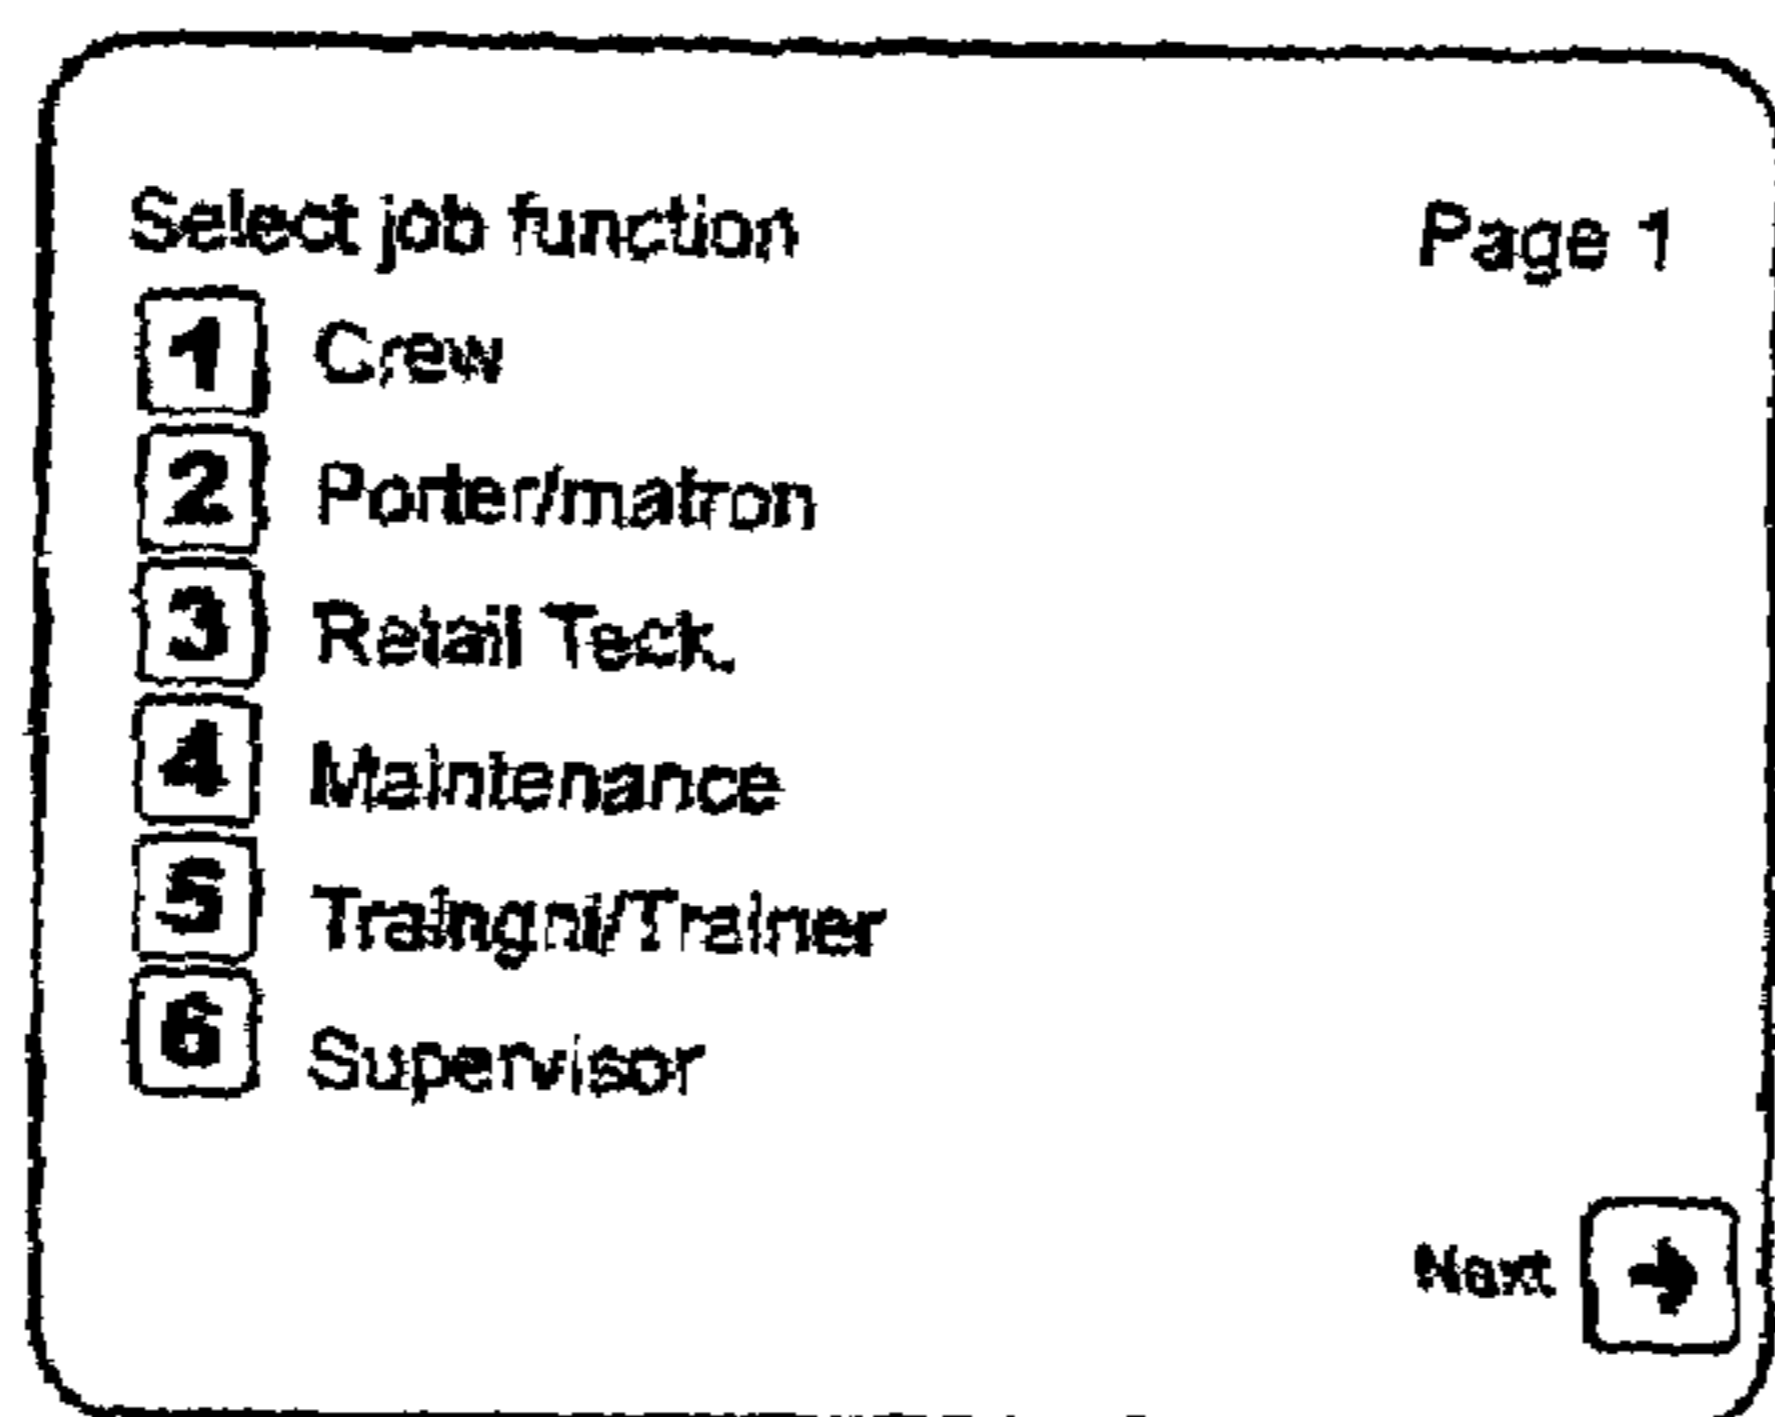 Select job function Page 1
1 Crew
2 Porter/matron
3 Retail Teck.
4 Maintenance
5 Traingni/Trainer
6 Supervisor
Next →